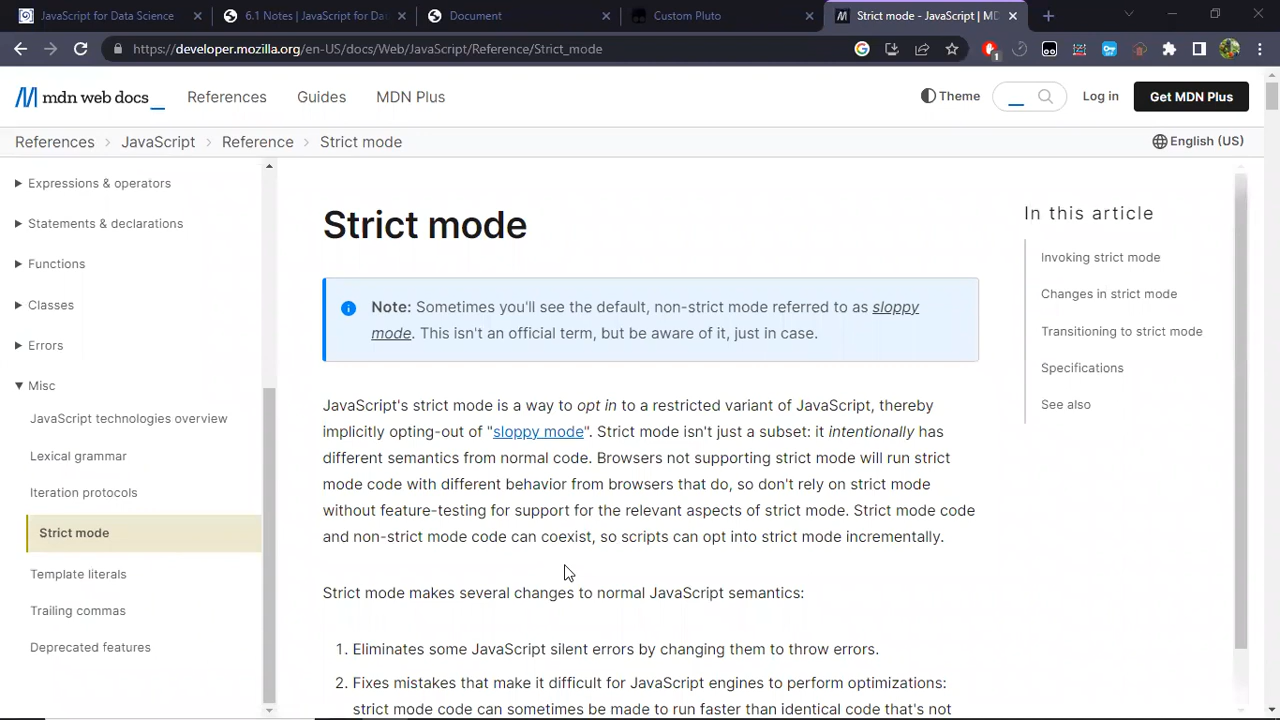 JavaScript for Data Science
6.1 Notes | JavaScript for Da
Document
Custom Pluto
Strict mode - JavaScript | MD
https://developer.mozilla.org/en-US/docs/Web/JavaScript/Reference/Strict_mode
1
mdn web docs
References
Guides
MDN Plus
Theme
Log in
Get MDN Plus
References > JavaScript > Reference > Strict mode
English (US)
Expressions & operators
Statements & declarations
Functions
Classes
Errors
Misc
JavaScript technologies overview
Lexical grammar
Iteration protocols
Strict mode
Template literals
Trailing commas
Deprecated features
Strict mode
Note: Sometimes you'll see the default, non-strict mode referred to as sloppy
mode. This isn't an official term, but be aware of it, just in case.
JavaScript's strict mode is a way to opt in to a restricted variant of JavaScript, thereby
implicitly opting-out of "sloppy mode". Strict mode isn't just a subset: it intentionally has
different semantics from normal code. Browsers not supporting strict mode will run strict
mode code with different behavior from browsers that do, so don't rely on strict mode
without feature-testing for support for the relevant aspects of strict mode. Strict mode code
and non-strict mode code can coexist, so scripts can opt into strict mode incrementally.
Strict mode makes several changes to normal JavaScript semantics:
1. Eliminates some JavaScript silent errors by changing them to throw errors.
2. Fixes mistakes that make it difficult for JavaScript engines to perform optimizations:
strict mode code can sometimes be made to run faster than identical code that's not
In this article
Invoking strict mode
Changes in strict mode
Transitioning to strict mode
Specifications
See also